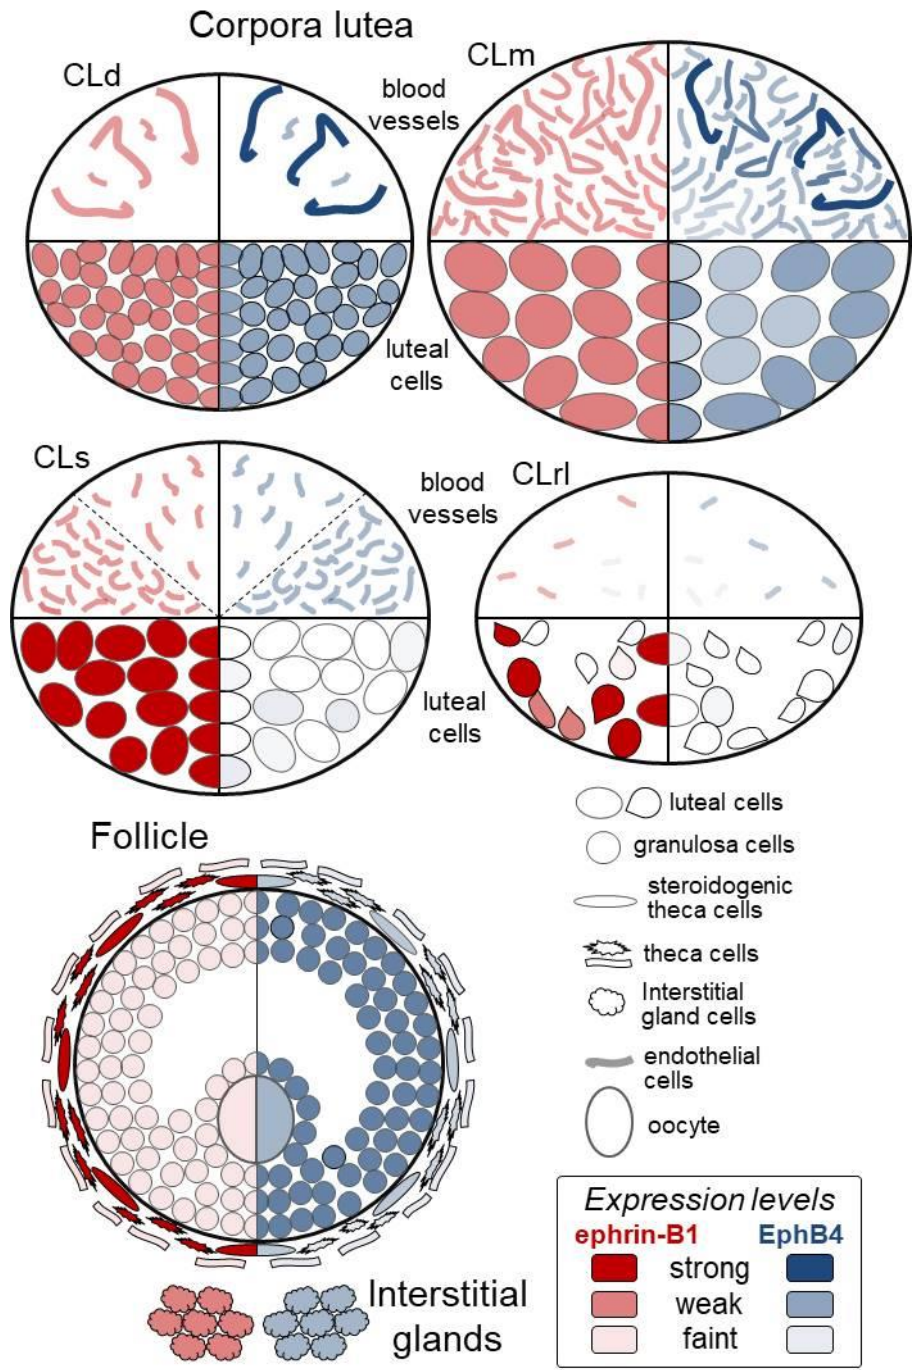 Corpora lutea
CLd
blood
vessels
CLm
luteal
cells
CLs
blood
vessels
CLrl
luteal
cells
luteal cells
granulosa cells
steroidogenic
theca cells
theca cells
Interstitial
gland cells
endothelial
cells
oocyte
Follicle
Interstitial
glands
Expression levels
ephrin-B1 EphB4
strong
weak
faint